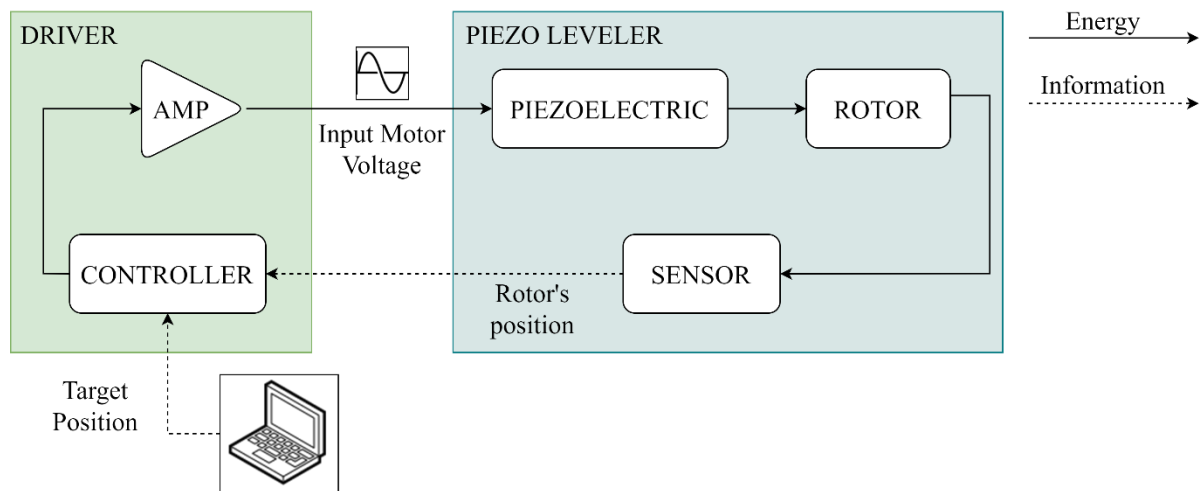 DRIVER
AMP
CONTROLLER
Input Motor
Voltage
PIEZO LEVELER
PIEZOELECTRIC
ROTOR
SENSOR
Rotor's
position
Target
Position
Energy
Information